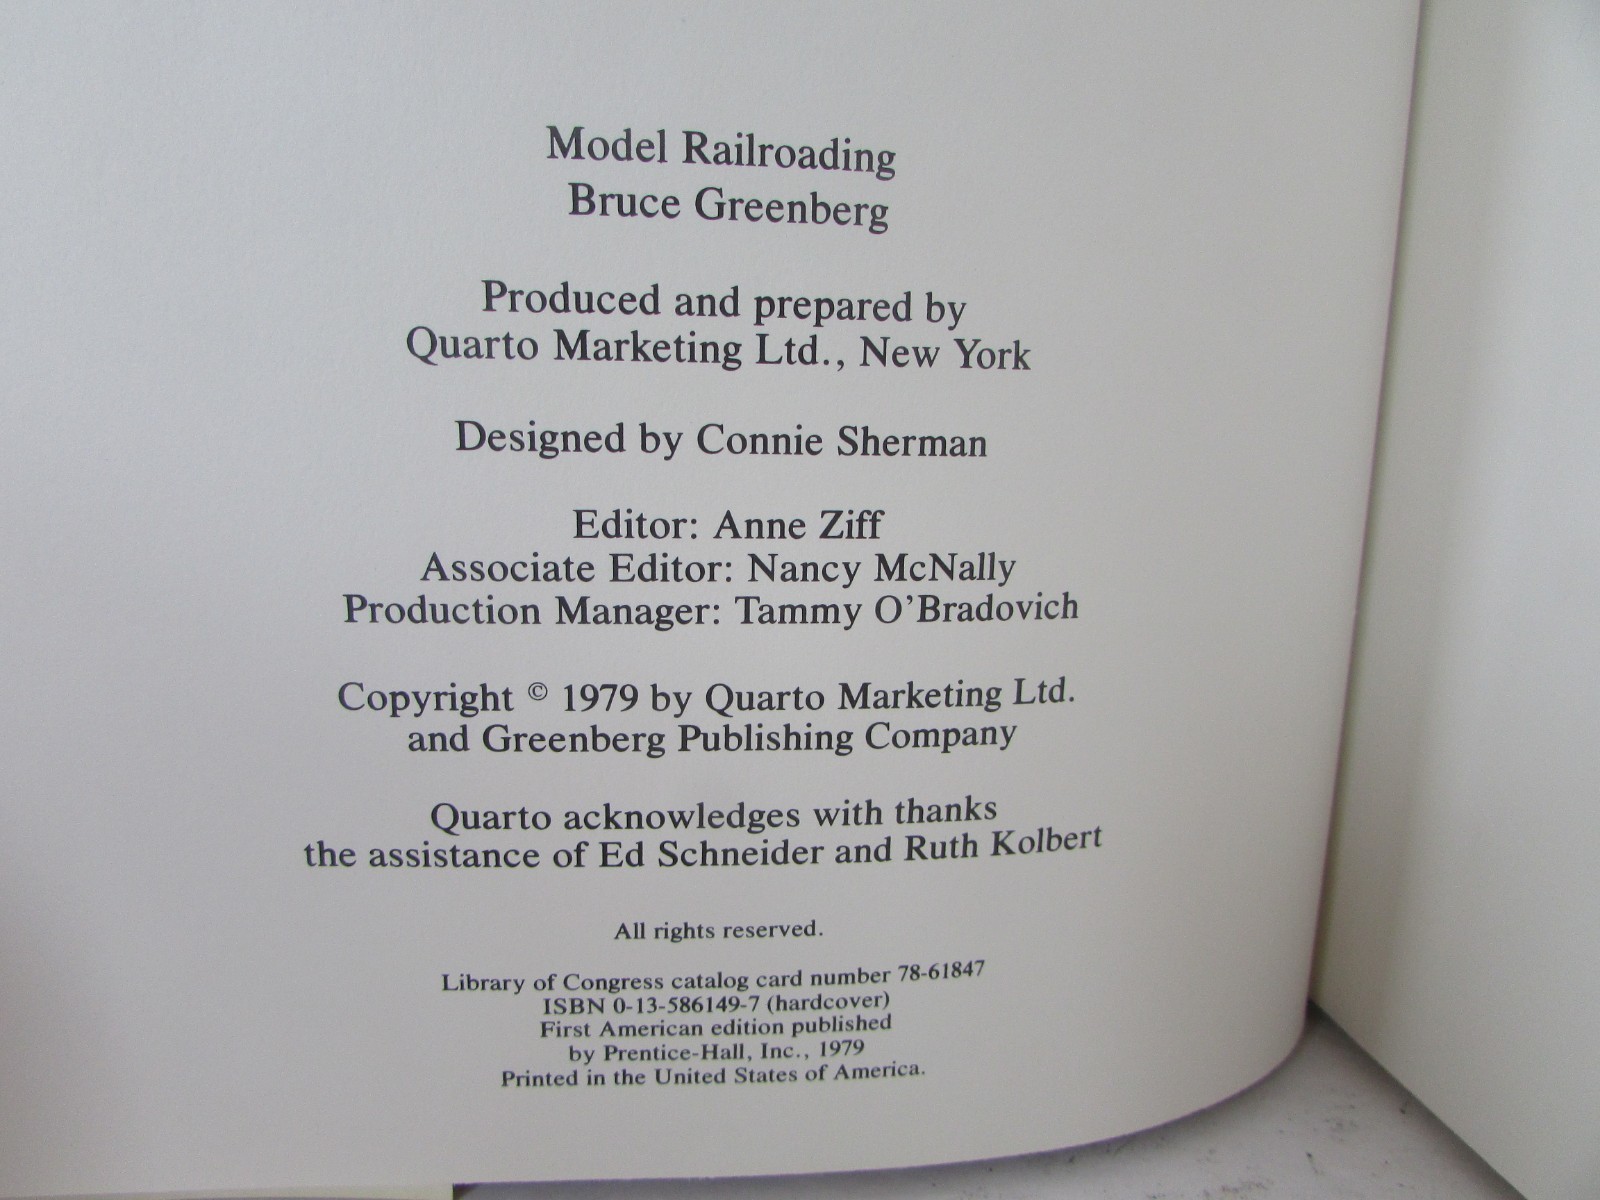 Model Railroading
Bruce Greenberg
Produced and prepared by
Quarto Marketing Ltd., New York
Designed by Connie Sherman
Editor: Anne Ziff
Associate Editor: Nancy McNally
Production Manager: Tammy O'Bradovich
Copyright © 1979 by Quarto Marketing Ltd.
and Greenberg Publishing Company
Quarto acknowledges with thanks
the assistance of Ed Schneider and Ruth Kolbert
All rights reserved.
Library of Congress catalog card number 78-61847
ISBN 0-13-586149-7 (hardcover)
First American edition published
by Prentice-Hall, Inc., 1979
Printed in the United States of America.